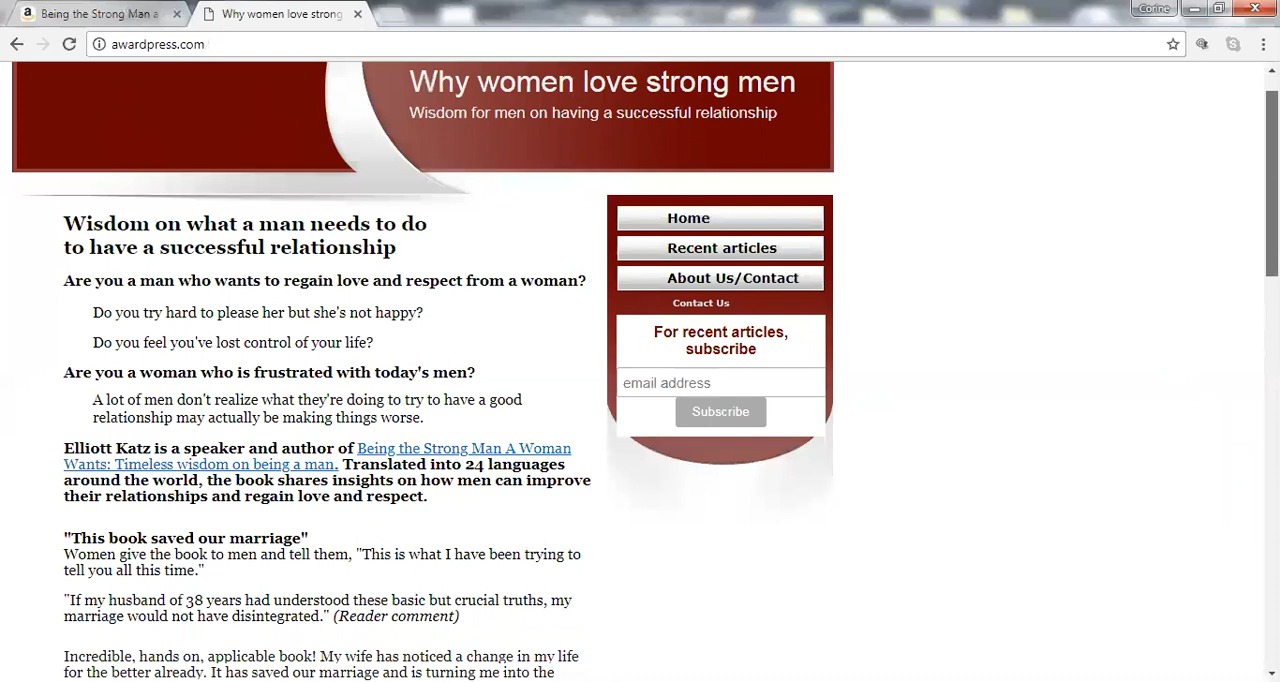 Being the Strong Man a
Why women love strong
Corine
awardpress.com
Why women love strong men
Wisdom for men on having a successful relationship
Wisdom on what a man needs to do
to have a successful relationship
Are you a man who wants to regain love and respect from a woman?
Do you try hard to please her but she's not happy?
Do you feel you've lost control of your life?
Are you a woman who is frustrated with today's men?
A lot of men don't realize what they're doing to try to have a good
relationship may actually be making things worse.
Elliott Katz is a speaker and author of Being the Strong Man A Woman
Wants: Timeless wisdom on being a man. Translated into 24 languages
around the world, the book shares insights on how men can improve
their relationships and regain love and respect.
"This book saved our marriage"
Women give the book to men and tell them, "This is what I have been trying to
tell you all this time."
"If my husband of 38 years had understood these basic but crucial truths, my
marriage would not have disintegrated." (Reader comment)
Incredible, hands on, applicable book! My wife has noticed a change in my life
for the better already. It has saved our marriage and is turning me into the
Home
Recent articles
About Us/Contact
Contact Us
For recent articles,
subscribe
email address
Subscribe